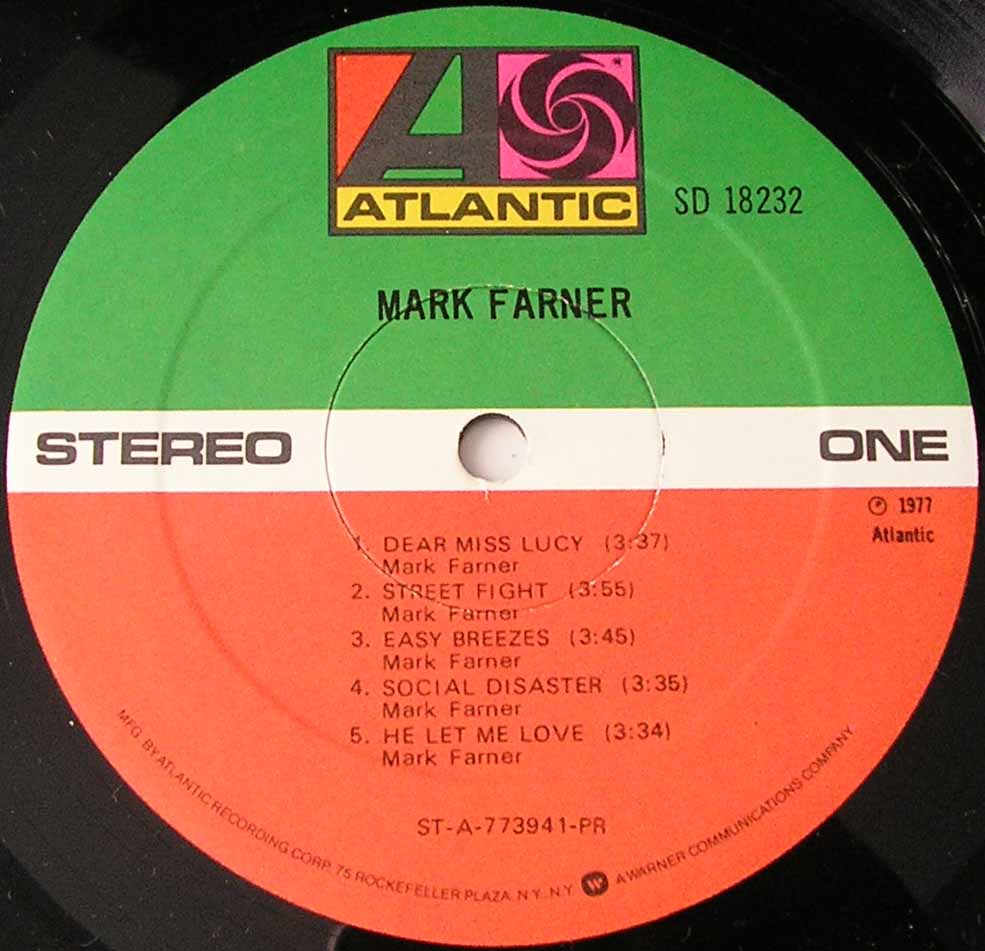 ATLANTIC
SD 18232
MARK FARNER
STEREO
ONE
℗ 1977
Atlantic
1. DEAR MISS LUCY (3:37)
Mark Farner
2. STREET FIGHT (3:55)
Mark Farner
3. EASY BREEZES (3:45)
Mark Farner
4. SOCIAL DISASTER (3:35)
Mark Farner
5. HE LET ME LOVE (3:34)
Mark Farner
ST-A-773941-PR
MFG. BY ATLANTIC RECORDING CORP. 75 ROCKEFELLER PLAZA, N.Y., N.Y. A WARNER COMMUNICATIONS COMPANY